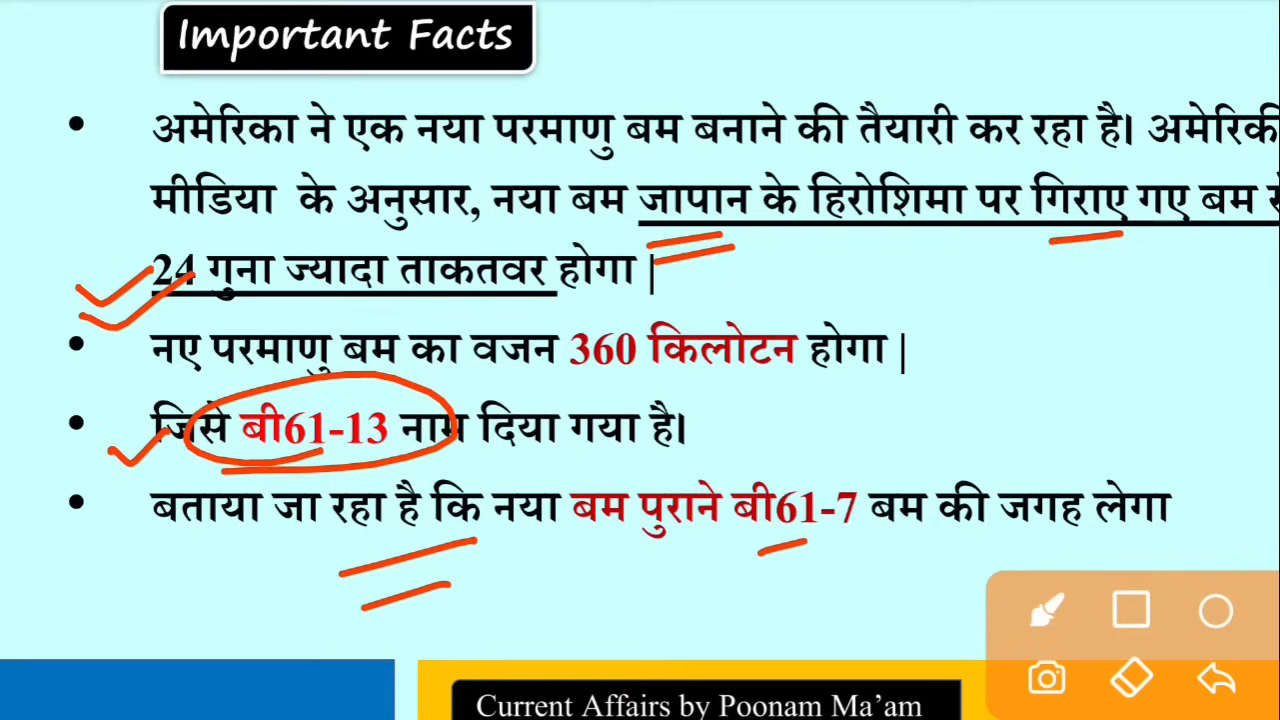 Important Facts
• अमेरिका ने एक नया परमाणु बम बनाने की तैयारी कर रहा है। अमेरिकी
मीडिया के अनुसार, नया बम जापान के हिरोशिमा पर गिराए गए बम
24 गुना ज्यादा ताकतवर होगा |
• नए परमाणु बम का वजन 360 किलोटन होगा |
• जिसे बी61-13 नाम दिया गया है।
• बताया जा रहा है कि नया बम पुराने बी61-7 बम की जगह लेगा
Current Affairs by Poonam Ma’am